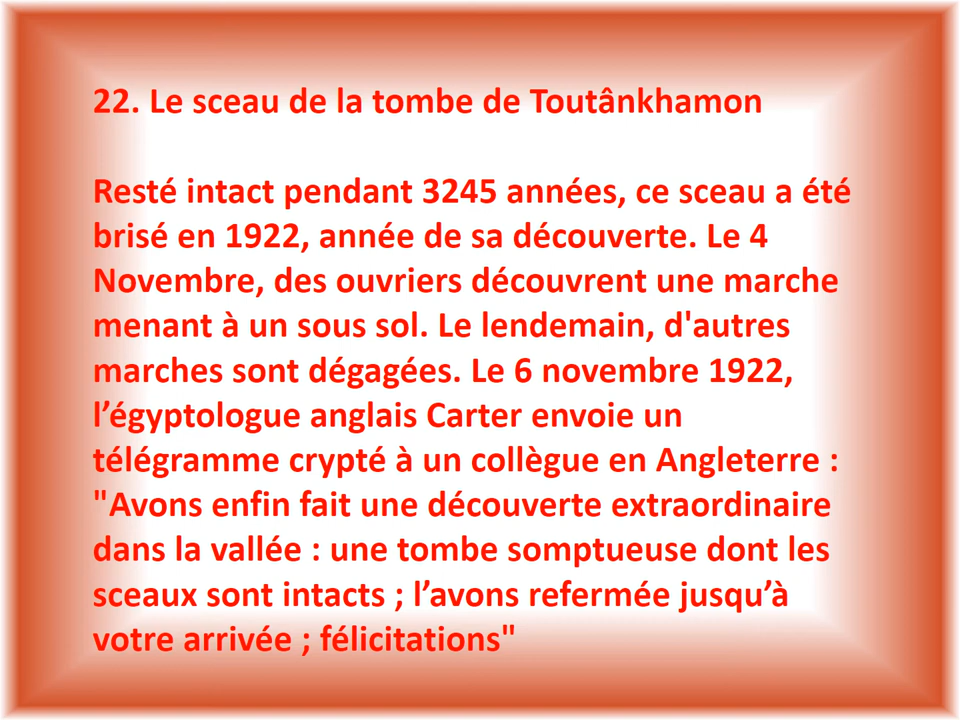 22. Le sceau de la tombe de Toutânkhamon
Resté intact pendant 3245 années, ce sceau a été
brisé en 1922, année de sa découverte. Le 4
Novembre, des ouvriers découvrent une marche
menant à un sous sol. Le lendemain, d'autres
marches sont dégagées. Le 6 novembre 1922,
l’égyptologue anglais Carter envoie un
télégramme crypté à un collègue en Angleterre :
"Avons enfin fait une découverte extraordinaire
dans la vallée : une tombe somptueuse dont les
sceaux sont intacts ; l’avons refermée jusqu’à
votre arrivée ; félicitations"